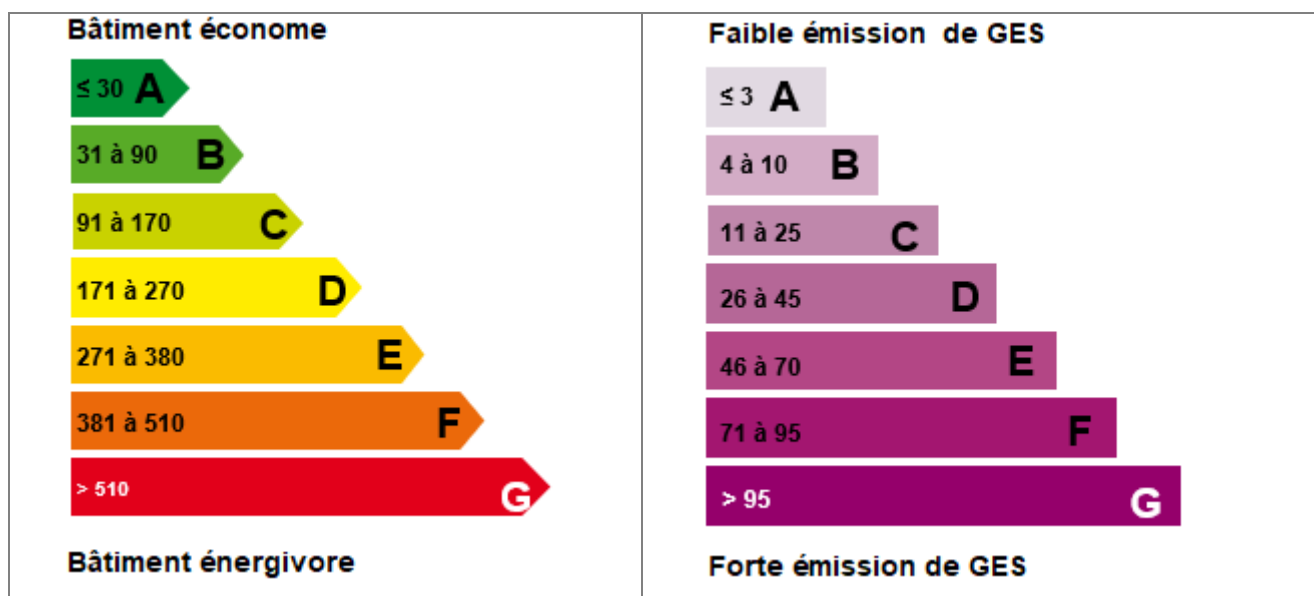 Bâtiment économe
≤ 30 A
31 à 90 B
91 à 170 C
171 à 270 D
271 à 380 E
381 à 510 F
> 510 G
Bâtiment énergivore
Faible émission de GES
≤ 3 A
4 à 10 B
11 à 25 C
26 à 45 D
46 à 70 E
71 à 95 F
> 95 G
Forte émission de GES